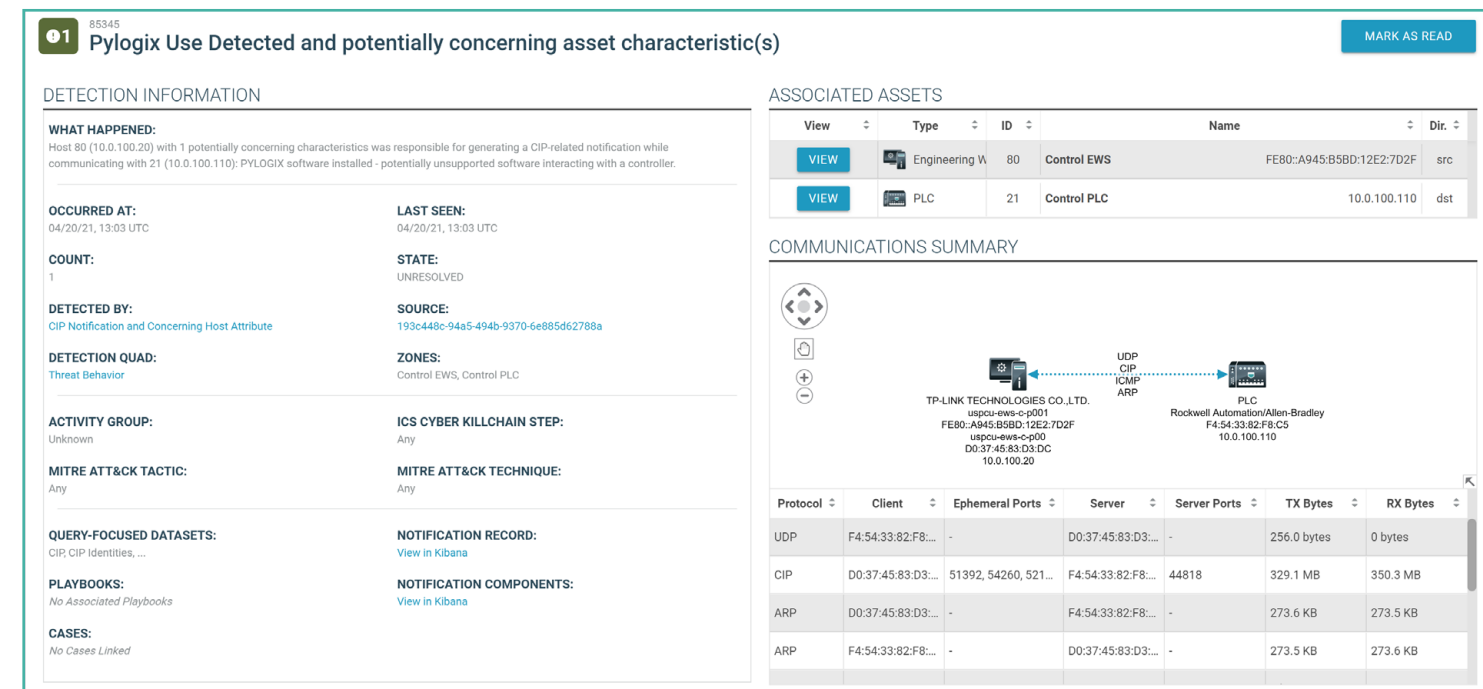 1
85345
Pylogix Use Detected and potentially concerning asset characteristic(s)
MARK AS READ
DETECTION INFORMATION
WHAT HAPPENED:
Host 80 (10.0.100.20) with 1 potentially concerning characteristics was responsible for generating a CIP-related notification while
communicating with 21 (10.0.100.110): PYLOGIX software installed - potentially unsupported software interacting with a controller.
OCCURRED AT:
04/20/21, 13:03 UTC
LAST SEEN:
04/20/21, 13:03 UTC
COUNT:
1
STATE:
UNRESOLVED
DETECTED BY:
CIP Notification and Concerning Host Attribute
SOURCE:
193c448c-94a5-494b-9370-6e885d62788a
DETECTION QUAD:
Threat Behavior
ZONES:
Control EWS, Control PLC
ACTIVITY GROUP:
Unknown
ICS CYBER KILLCHAIN STEP:
Any
MITRE ATT&CK TACTIC:
Any
MITRE ATT&CK TECHNIQUE:
Any
QUERY-FOCUSED DATASETS:
CIP, CIP Identities, ...
NOTIFICATION RECORD:
View in Kibana
PLAYBOOKS:
No Associated Playbooks
NOTIFICATION COMPONENTS:
View in Kibana
CASES:
No Cases Linked
ASSOCIATED ASSETS
View Type ID Name Dir.
VIEW Engineering W 80 Control EWS FE80::A945:B5BD:12E2:7D2F src
VIEW PLC 21 Control PLC 10.0.100.110 dst
COMMUNICATIONS SUMMARY
UDP
CIP
ICMP
ARP
TP-LINK TECHNOLOGIES CO.,LTD.
uspcu-ews-c-p001
FE80::A945:B5BD:12E2:7D2F
uspcu-ews-c-p00
D0:37:45:83:D3:DC
10.0.100.20
PLC
Rockwell Automation/Allen-Bradley
F4:54:33:82:F8:C5
10.0.100.110
Protocol Client Ephemeral Ports Server Server Ports TX Bytes RX Bytes
UDP F4:54:33:82:F8:... - D0:37:45:83:D3:... - 256.0 bytes 0 bytes
CIP D0:37:45:83:D3:... 51392, 54260, 521... F4:54:33:82:F8:... 44818 329.1 MB 350.3 MB
ARP D0:37:45:83:D3:... - F4:54:33:82:F8:... - 273.6 KB 273.5 KB
ARP F4:54:33:82:F8:... - D0:37:45:83:D3:... - 273.5 KB 273.6 KB